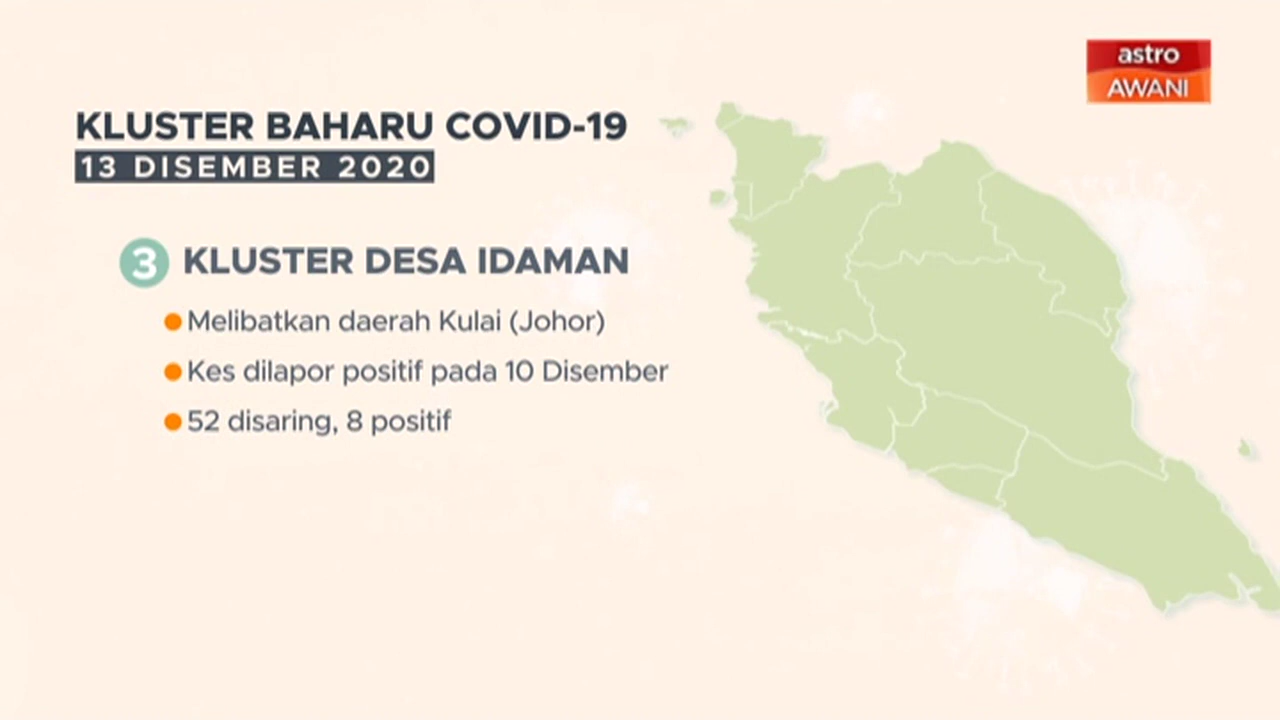 astro
AWANI
KLUSTER BAHARU COVID-19
13 DISEMBER 2020
3 KLUSTER DESA IDAMAN
Melibatkan daerah Kulai (Johor)
Kes dilapor positif pada 10 Disember
52 disaring, 8 positif